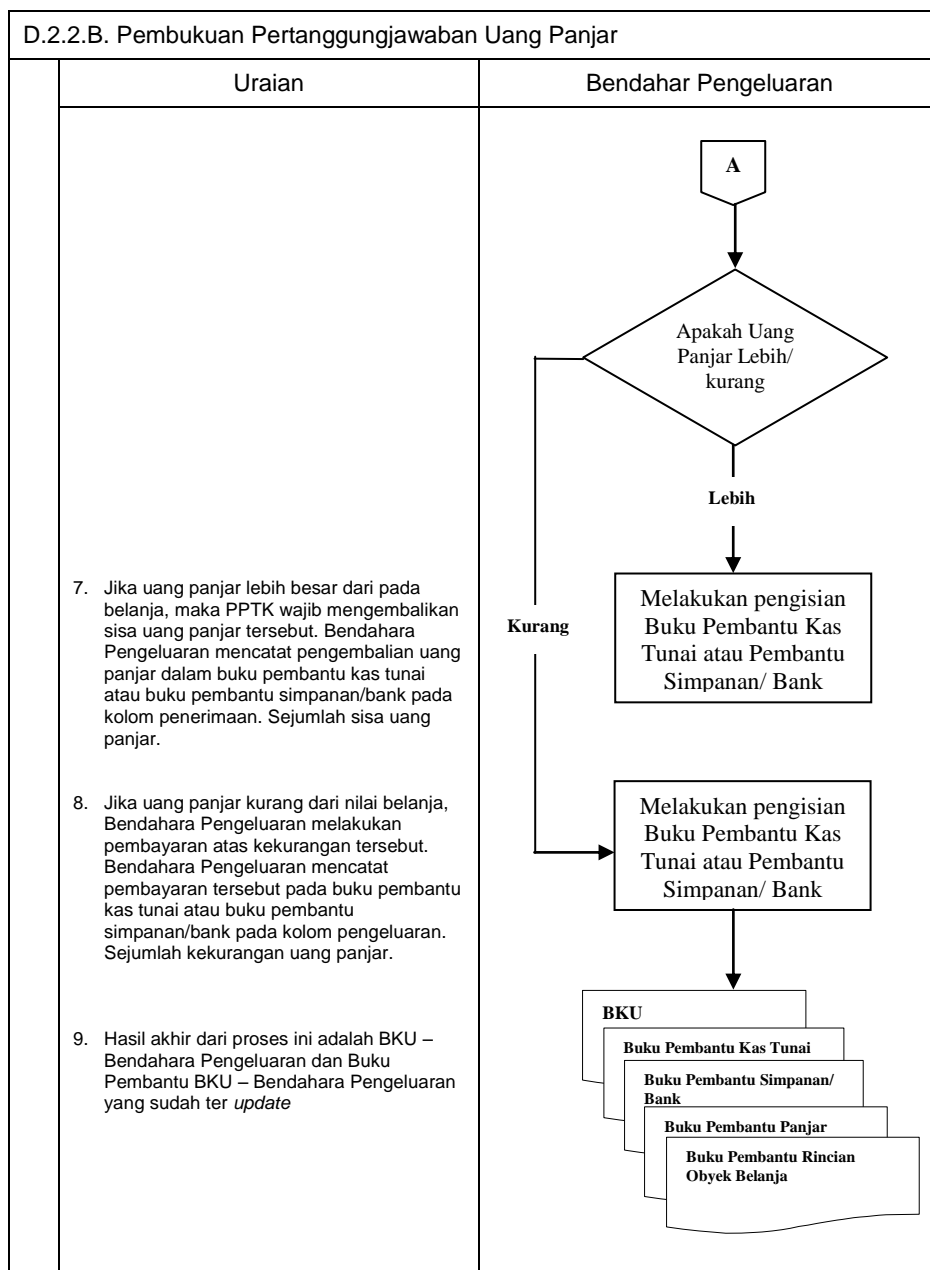 D.2.2.B. Pembukuan Pertanggungjawaban Uang Panjar
Uraian
Bendahar Pengeluaran
7. Jika uang panjar lebih besar dari pada
belanja, maka PPTK wajib mengembalikan
sisa uang panjar tersebut. Bendahara
Pengeluaran mencatat pengembalian uang
panjar dalam buku pembantu kas tunai
atau buku pembantu simpanan/bank pada
kolom penerimaan. Sejumlah sisa uang
panjar.
8. Jika uang panjar kurang dari nilai belanja,
Bendahara Pengeluaran melakukan
pembayaran atas kekurangan tersebut.
Bendahara Pengeluaran mencatat
pembayaran tersebut pada buku pembantu
kas tunai atau buku pembantu
simpanan/bank pada kolom pengeluaran.
Sejumlah kekurangan uang panjar.
9. Hasil akhir dari proses ini adalah BKU –
Bendahara Pengeluaran dan Buku
Pembantu BKU – Bendahara Pengeluaran
yang sudah ter update
A
Apakah Uang
Panjar Lebih/
kurang
Lebih
Kurang
Melakukan pengisian
Buku Pembantu Kas
Tunai atau Pembantu
Simpanan/ Bank
Melakukan pengisian
Buku Pembantu Kas
Tunai atau Pembantu
Simpanan/ Bank
BKU
Buku Pembantu Kas Tunai
Buku Pembantu Simpanan/
Bank
Buku Pembantu Panjar
Buku Pembantu Rincian
Obyek Belanja